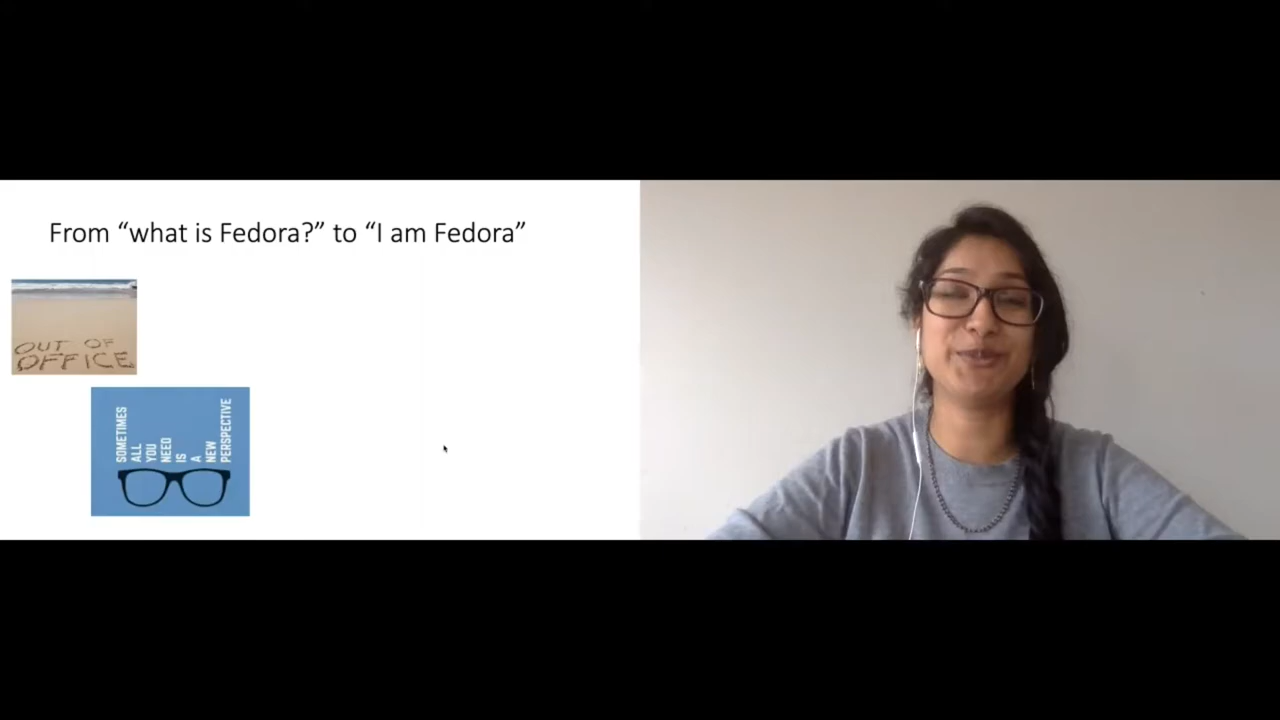 From “what is Fedora?” to “I am Fedora”
OUT OF
OFFICE
SOMETIMES
ALL
YOU
NEED
IS
A
NEW
PERSPECTIVE